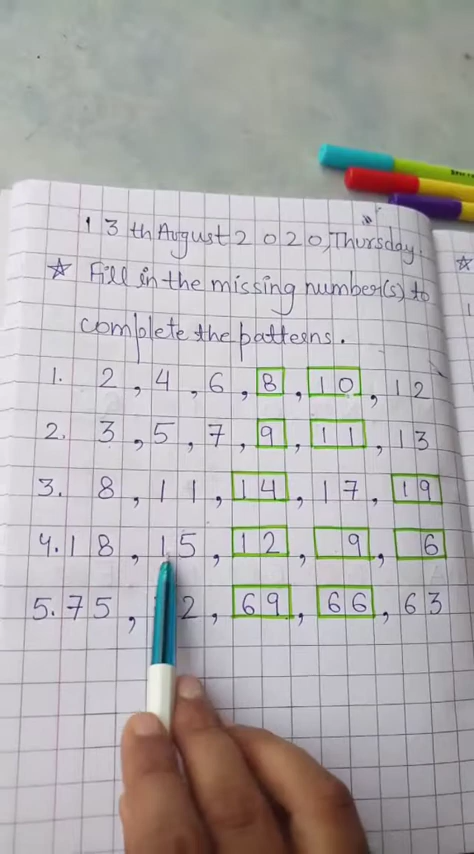 13th August 2020, Thursday.
☆ Fill in the missing number(s) to
complete the patterns.
1. 2, 4, 6, 8, 10, 12
2. 3, 5, 7, 9, 11, 13
3. 8, 11, 14, 17, 19
4. 18, 15, 12, 9, 6
5. 75, 2, 69, 66, 63